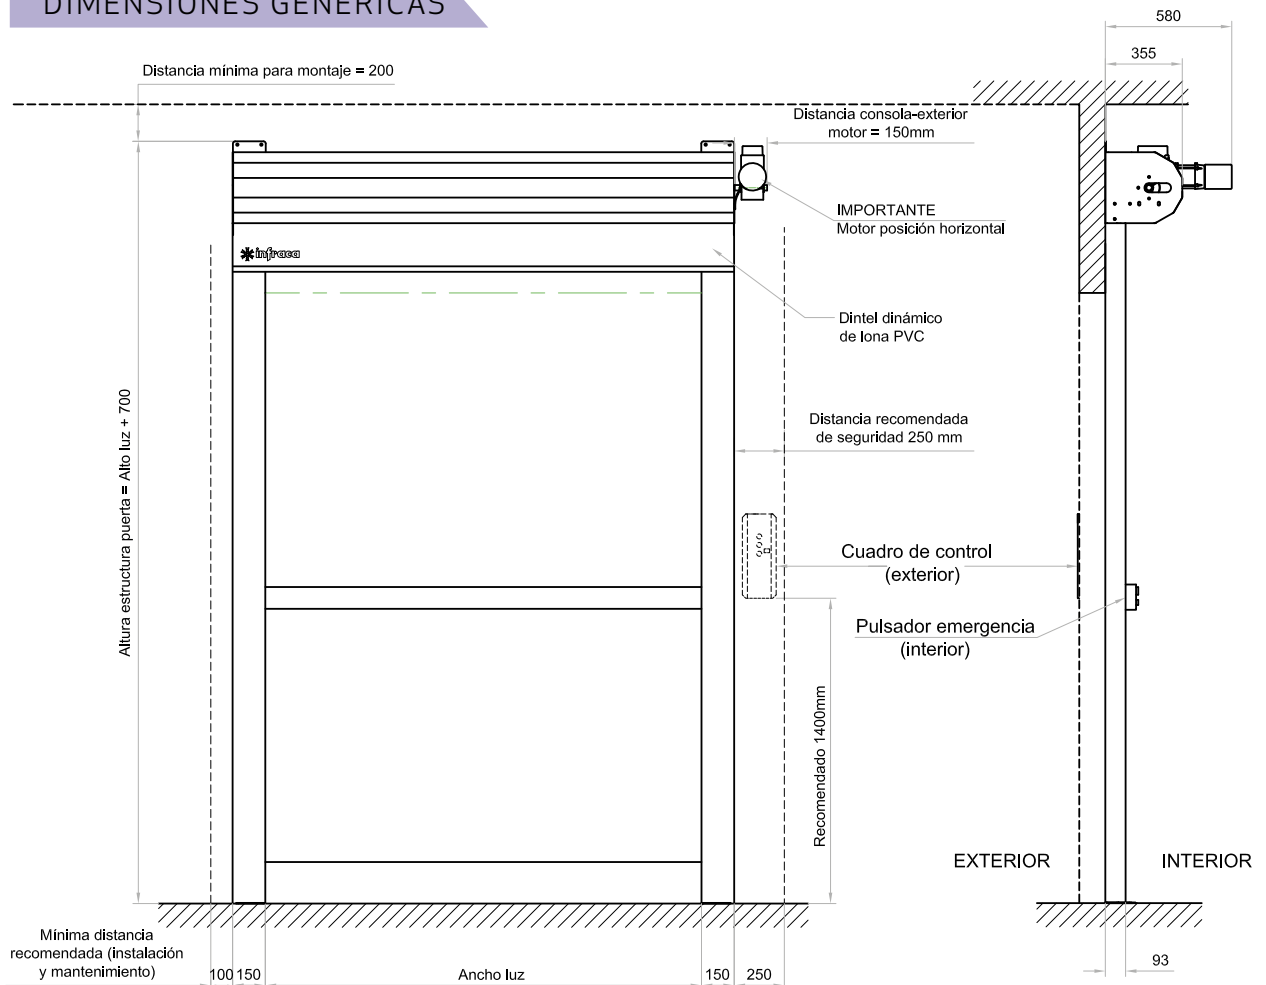 DIMENSIONES GENÉRICAS
580
355
Distancia mínima para montaje = 200
Distancia consola-exterior
motor = 150mm
IMPORTANTE
Motor posición horizontal
infraca
Dintel dinámico
de lona PVC
Altura estructura puerta = Alto luz + 700
Distancia recomendada
de seguridad 250 mm
Cuadro de control
(exterior)
Pulsador emergencia
(interior)
Recomendado 1400mm
EXTERIOR
INTERIOR
Mínima distancia
recomendada (instalación
y mantenimiento)
100
150
Ancho luz
150
250
93